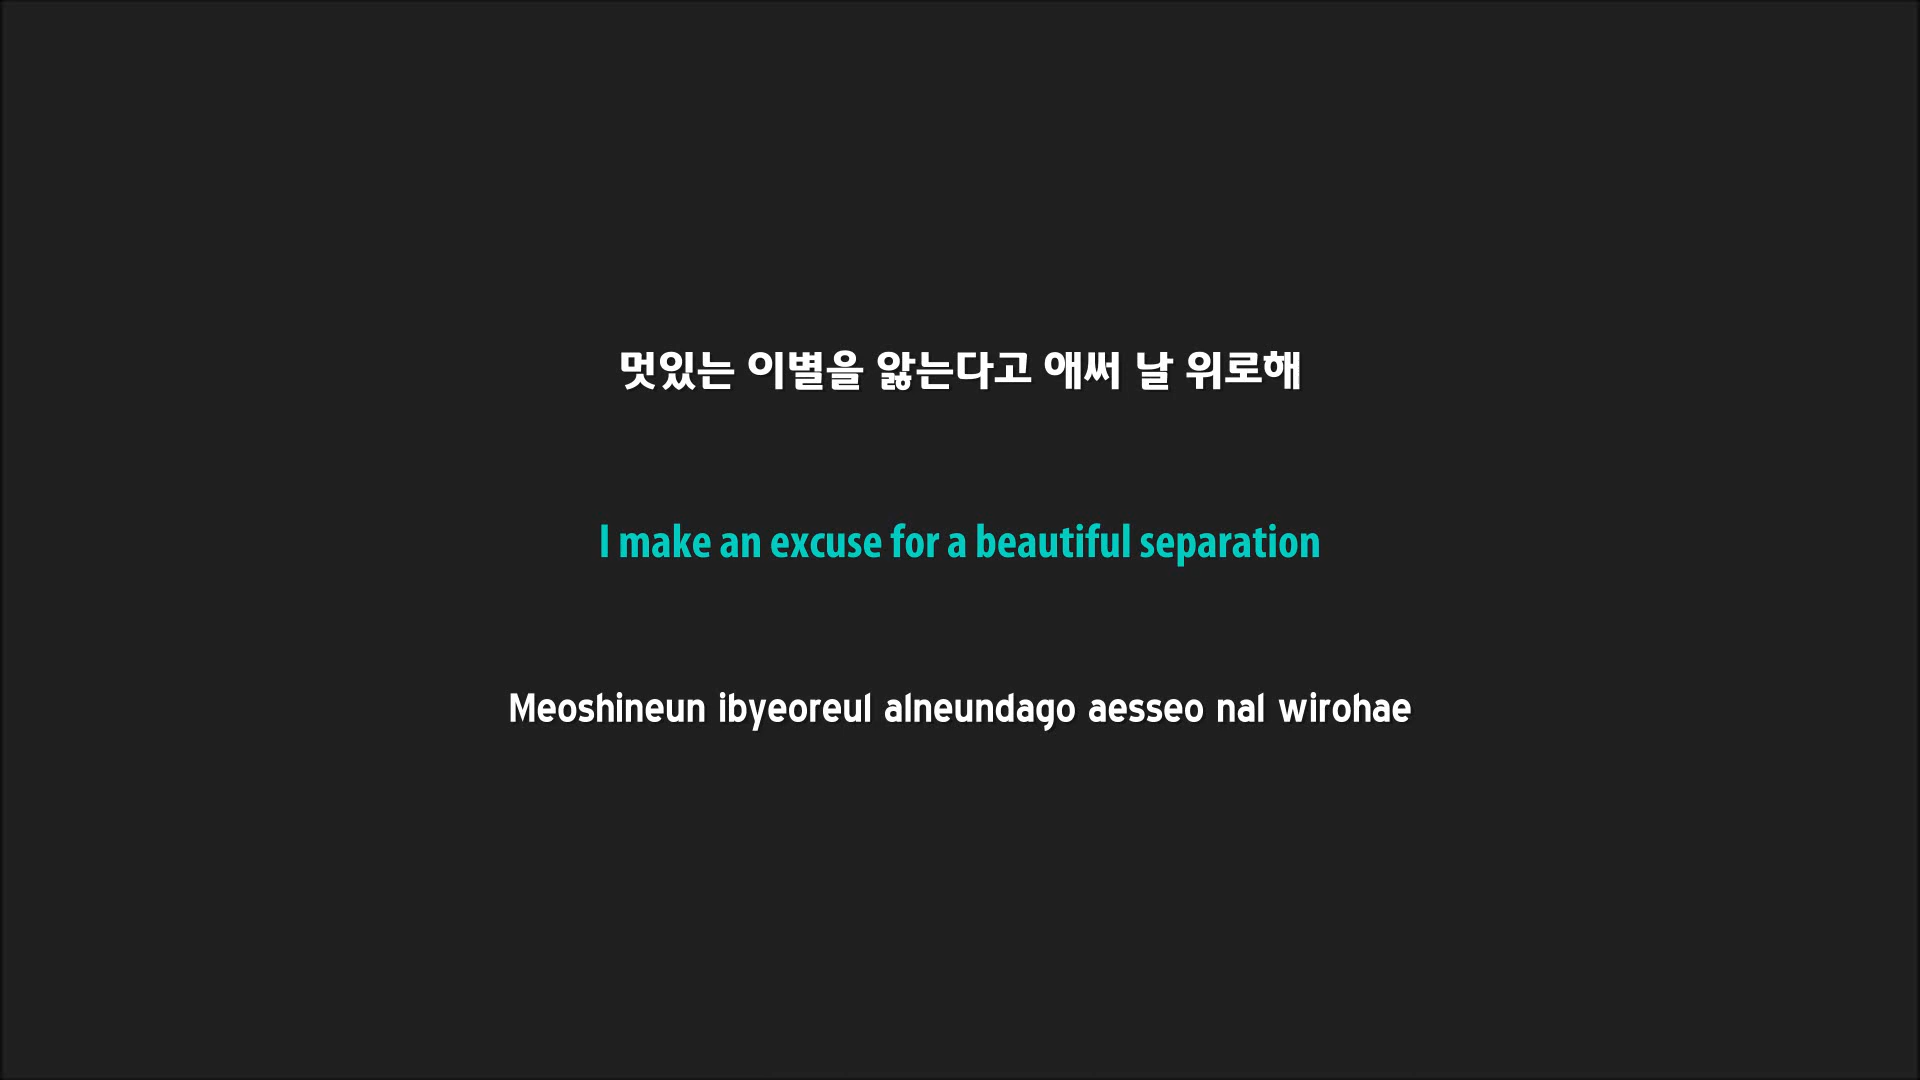 멋있는 이별을 앓는다고 애써 날 위로해
I make an excuse for a beautiful separation
Meoshineun ibyeoreul alneundago aesseo nal wirohae